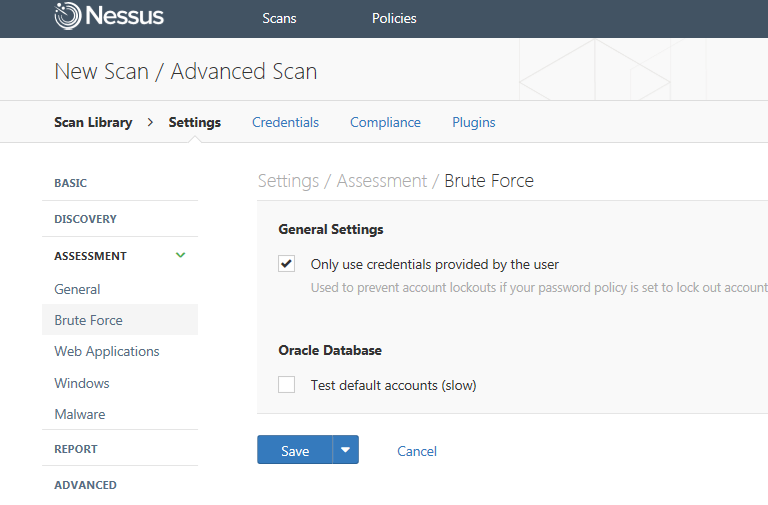 Nessus Scans Policies
New Scan / Advanced Scan
Scan Library > Settings Credentials Compliance Plugins
BASIC
DISCOVERY
ASSESSMENT
General
Brute Force
Web Applications
Windows
Malware
REPORT
ADVANCED
Settings / Assessment / Brute Force
General Settings
Only use credentials provided by the user
Used to prevent account lockouts if your password policy is set to lock out account
Oracle Database
Test default accounts (slow)
Save Cancel